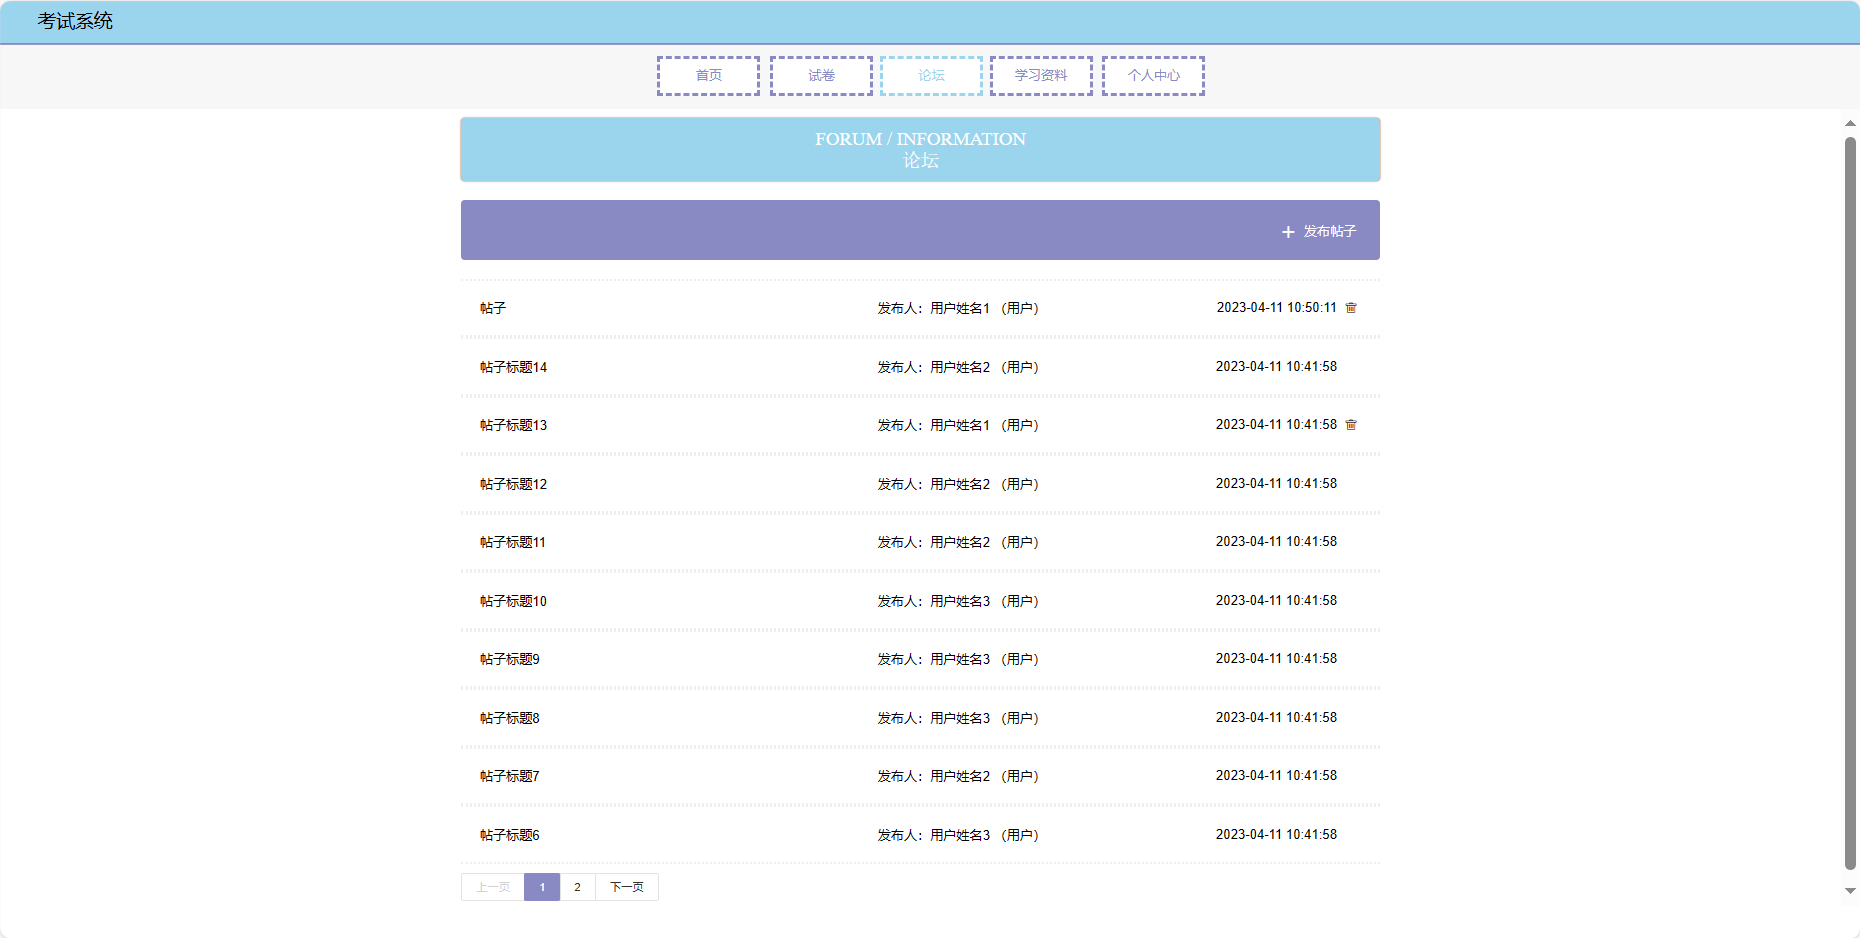 考试系统
首页 试卷 论坛 学习资料 个人中心
FORUM / INFORMATION
论坛
+ 发布帖子
帖子 发布人：用户姓名1 （用户） 2023-04-11 10:50:11
帖子标题14 发布人：用户姓名2 （用户） 2023-04-11 10:41:58
帖子标题13 发布人：用户姓名1 （用户） 2023-04-11 10:41:58
帖子标题12 发布人：用户姓名2 （用户） 2023-04-11 10:41:58
帖子标题11 发布人：用户姓名2 （用户） 2023-04-11 10:41:58
帖子标题10 发布人：用户姓名3 （用户） 2023-04-11 10:41:58
帖子标题9 发布人：用户姓名3 （用户） 2023-04-11 10:41:58
帖子标题8 发布人：用户姓名3 （用户） 2023-04-11 10:41:58
帖子标题7 发布人：用户姓名2 （用户） 2023-04-11 10:41:58
帖子标题6 发布人：用户姓名3 （用户） 2023-04-11 10:41:58
上一页 1 2 下一页